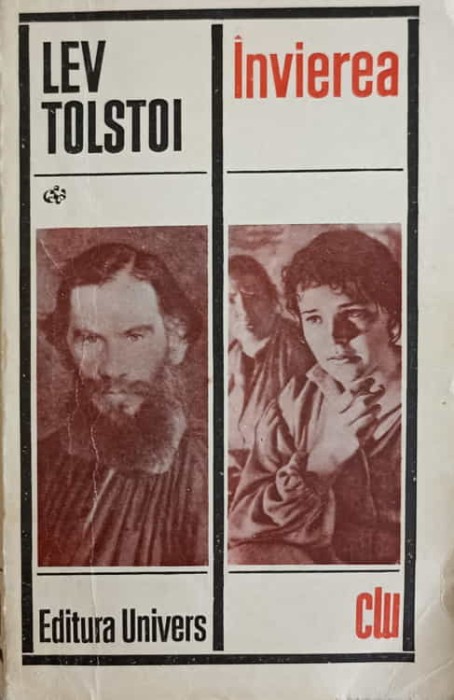 LEV
TOLSTOI
Învierea
Editura Univers
clu